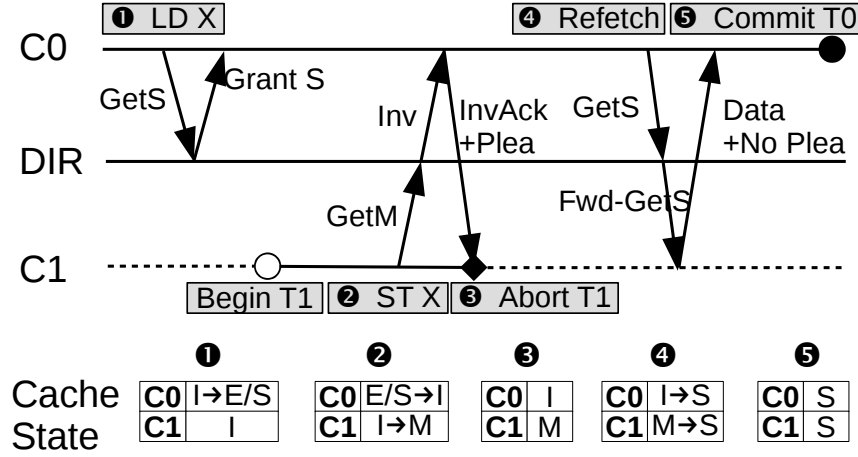 ❶ LD X
❹ Refetch
❺ Commit T0
C0
GetS
Grant S
Inv
InvAck
+Plea
GetS
Data
+No Plea
DIR
GetM
Fwd-GetS
C1
Begin T1
❷ ST X
❸ Abort T1
❶ ❷ ❸ ❹ ❺
Cache
State
C0 I→E/S
C1 I
C0 E/S→I
C1 I→M
C0 I
C1 M
C0 I→S
C1 M→S
C0 S
C1 S